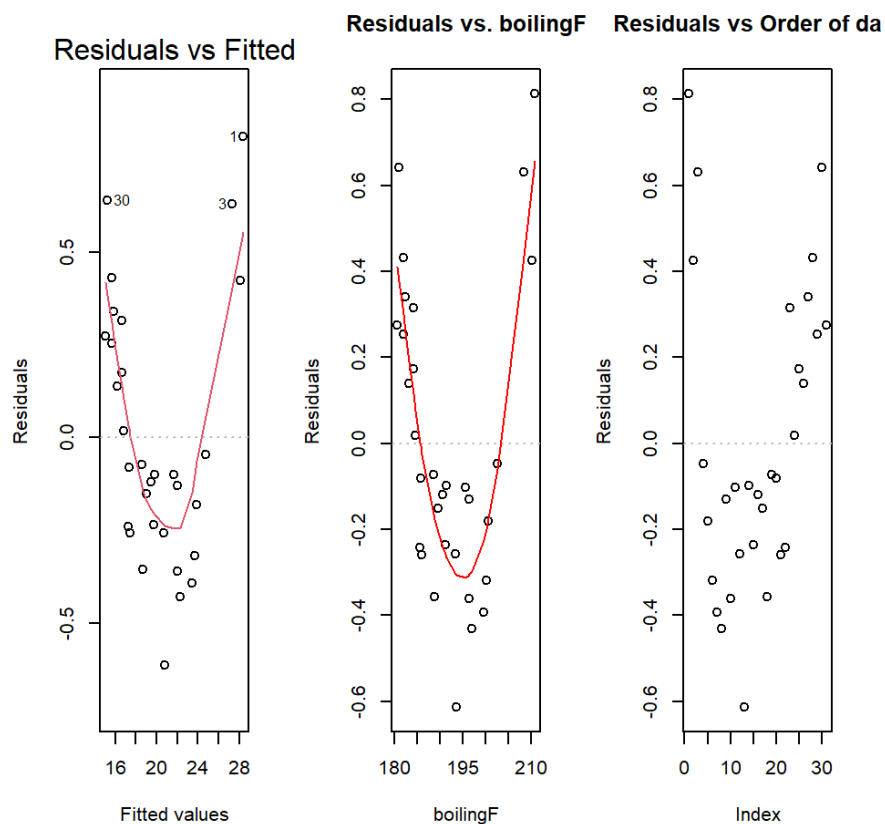 Residuals vs Fitted
Residuals
0.5
0.0
-0.5
1
30
3
16 20 24 28
Fitted values
Residuals vs. boilingF
Residuals
0.8
0.6
0.4
0.2
0.0
-0.2
-0.4
-0.6
180 195 210
boilingF
Residuals vs Order of da
Residuals
0.8
0.6
0.4
0.2
0.0
-0.2
-0.4
-0.6
0 10 20 30
Index